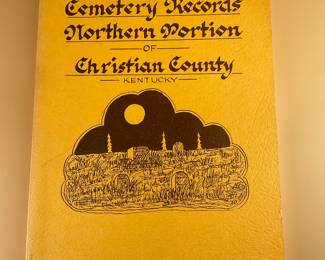 Cemetery Records
Northern Portion
OF
Christian County
KENTUCKY